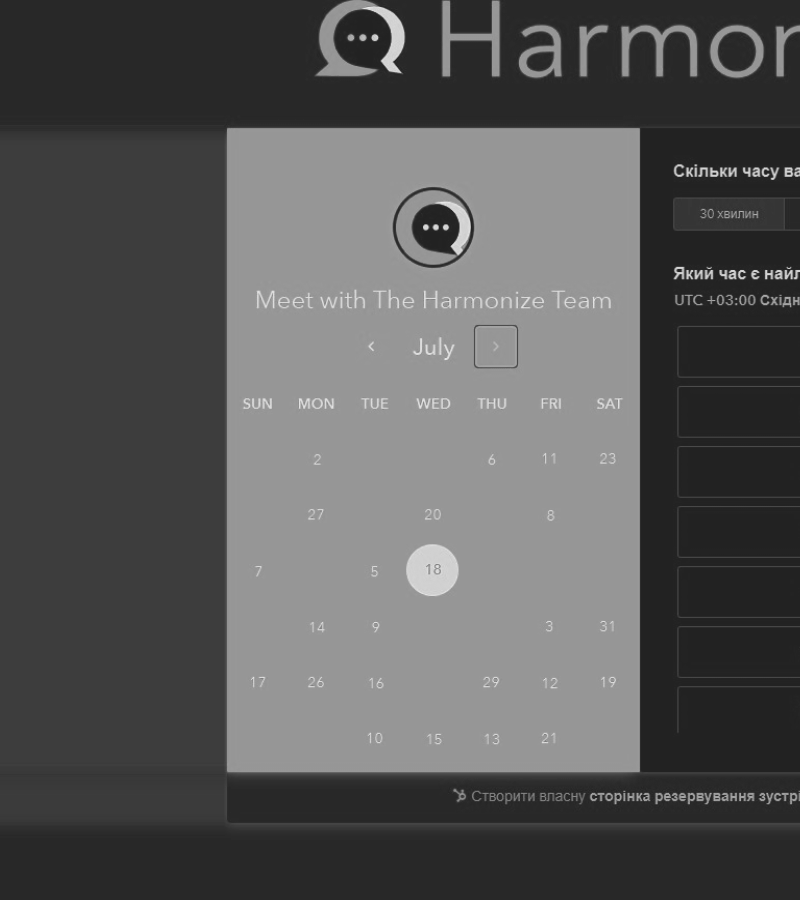 Harmon
Скільки часу ва
30 хвилин
Meet with The Harmonize Team
Який час є найл
UTC +03:00 Східн
July
SUN MON TUE WED THU FRI SAT
2 6 11 23
27 20 8
7 5 18
14 9 3 31
17 26 16 29 12 19
10 15 13 21
Створити власну сторінка резервування зустрі